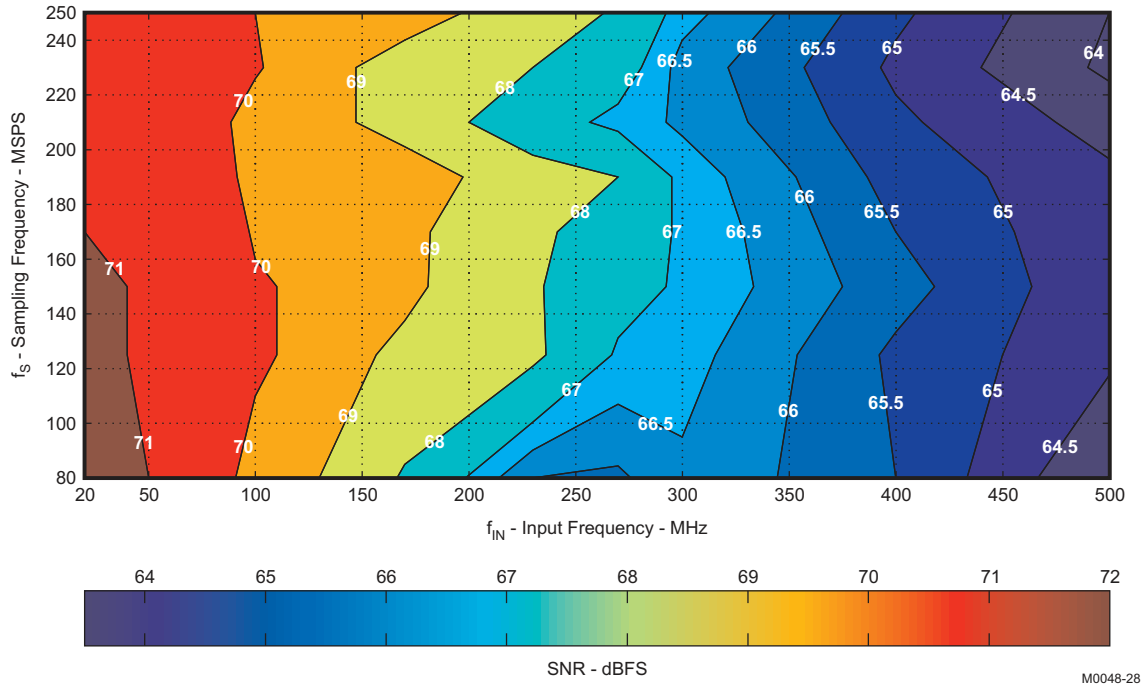 250
240
220
200
180
160
140
120
100
80
f_S - Sampling Frequency - MSPS
66 65.5 65 64
66.5
69 68 67 64.5
70
68 66 65.5 65
69 67 66.5
71 70
67 65
69 66.5 66 65.5
71 70 68 64.5
20 50 100 150 200 250 300 350 400 450 500
f_IN - Input Frequency - MHz
64 65 66 67 68 69 70 71 72
SNR - dBFS
M0048-28